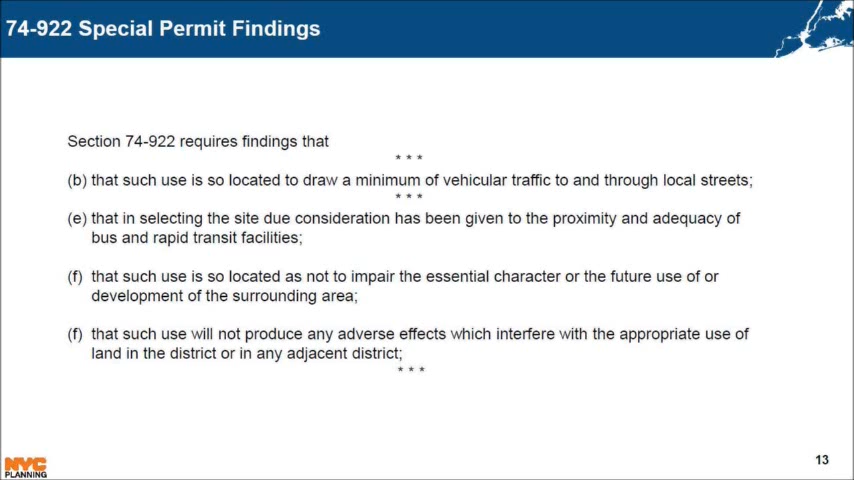 74-922 Special Permit Findings
Section 74-922 requires findings that
* * *
(b) that such use is so located to draw a minimum of vehicular traffic to and through local streets;
* * *
(e) that in selecting the site due consideration has been given to the proximity and adequacy of
bus and rapid transit facilities;
(f) that such use is so located as not to impair the essential character or the future use of or
development of the surrounding area;
(f) that such use will not produce any adverse effects which interfere with the appropriate use of
land in the district or in any adjacent district;
* * *
13
NYC
PLANNING